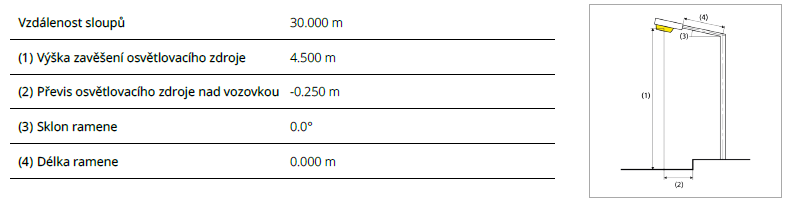 Vzdálenost sloupů 30.000 m
(1) Výška zavěšení osvětlovacího zdroje 4.500 m
(2) Převis osvětlovacího zdroje nad vozovkou -0.250 m
(3) Sklon ramene 0.0°
(4) Délka ramene 0.000 m
(4)
(3)
(1)
(2)